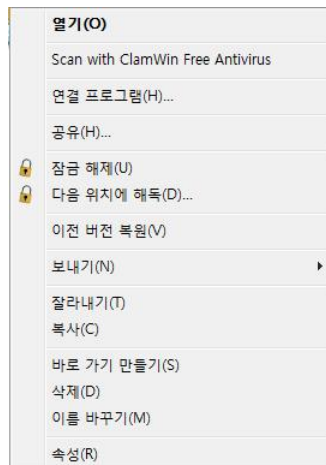 열기(O)
Scan with ClamWin Free Antivirus
연결 프로그램(H)...
공유(H)...
잠금 해제(U)
다음 위치에 해독(D)...
이전 버전 복원(V)
보내기(N)
잘라내기(T)
복사(C)
바로 가기 만들기(S)
삭제(D)
이름 바꾸기(M)
속성(R)